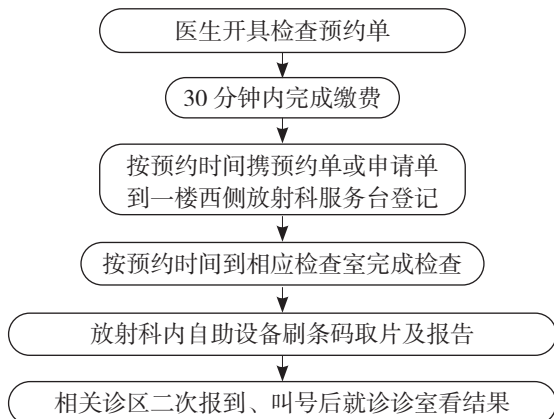 医生开具检查预约单
30 分钟内完成缴费
按预约时间携预约单或申请单
到一楼西侧放射科服务台登记
按预约时间到相应检查室完成检查
放射科内自助设备刷条码取片及报告
相关诊区二次报到、叫号后就诊诊室看结果